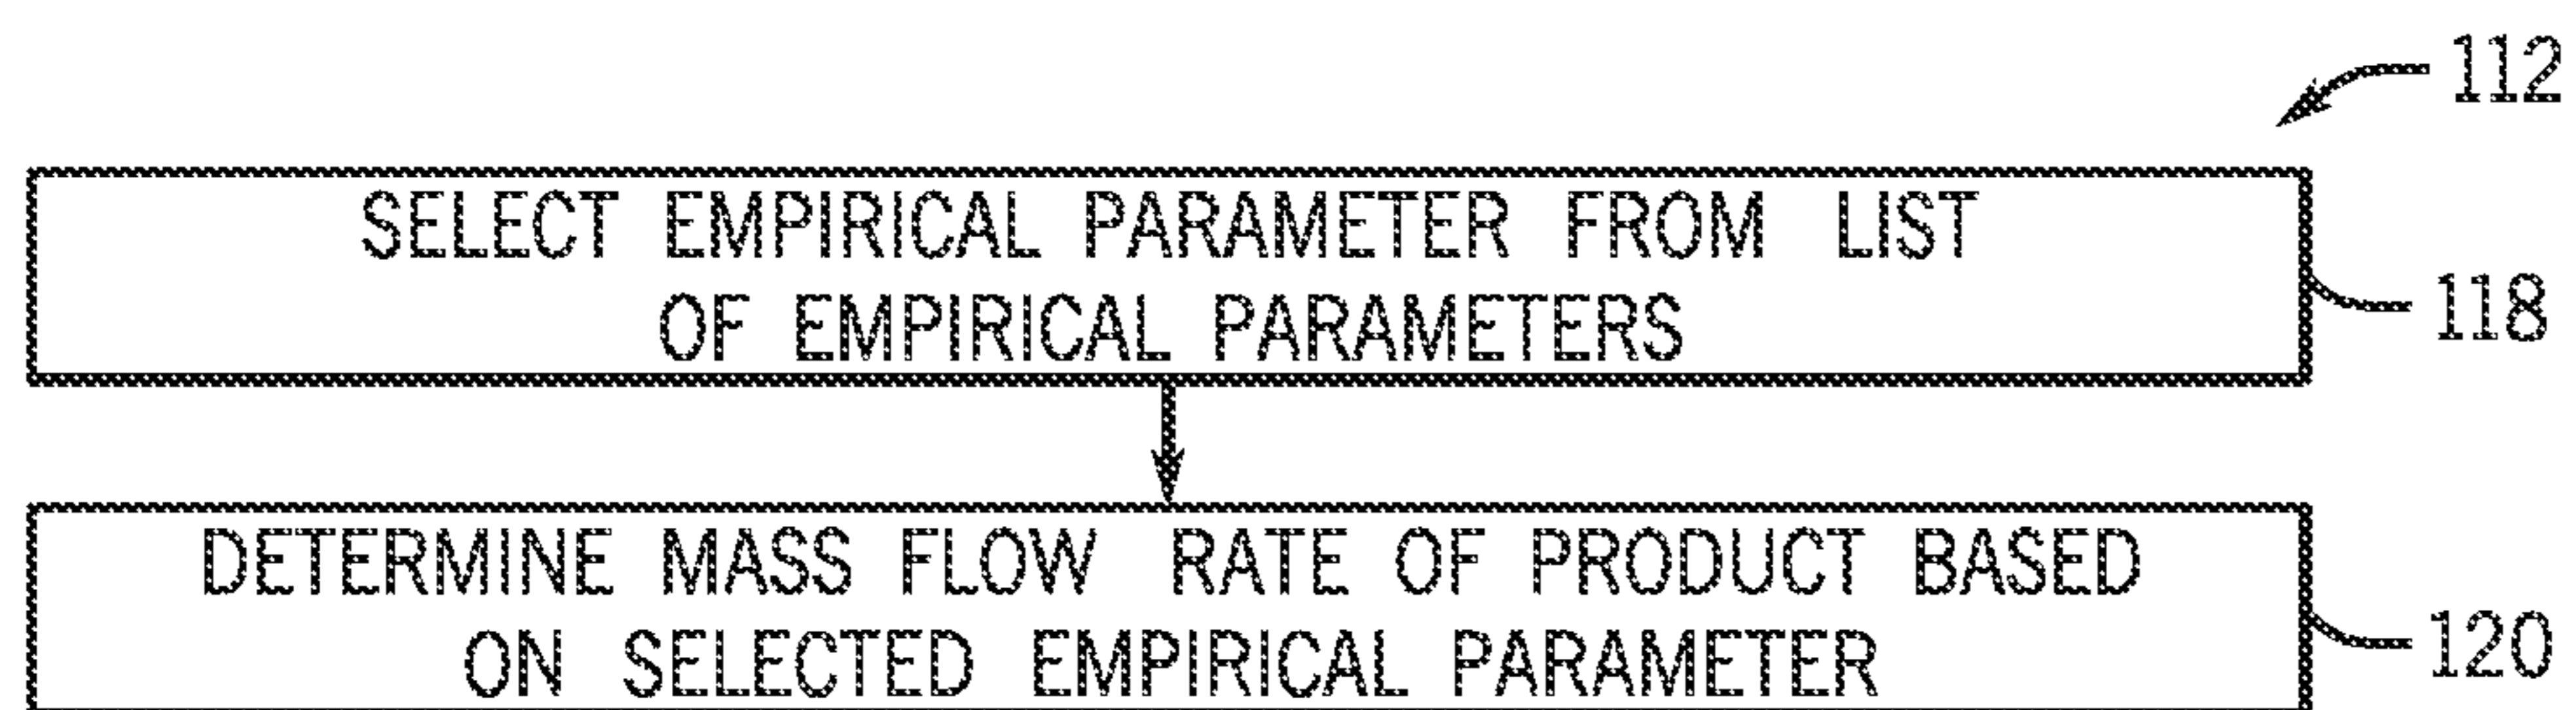 112
SELECT EMPIRICAL PARAMETER FROM LIST
OF EMPIRICAL PARAMETERS
118
DETERMINE MASS FLOW RATE OF PRODUCT BASED
ON SELECTED EMPIRICAL PARAMETER
120